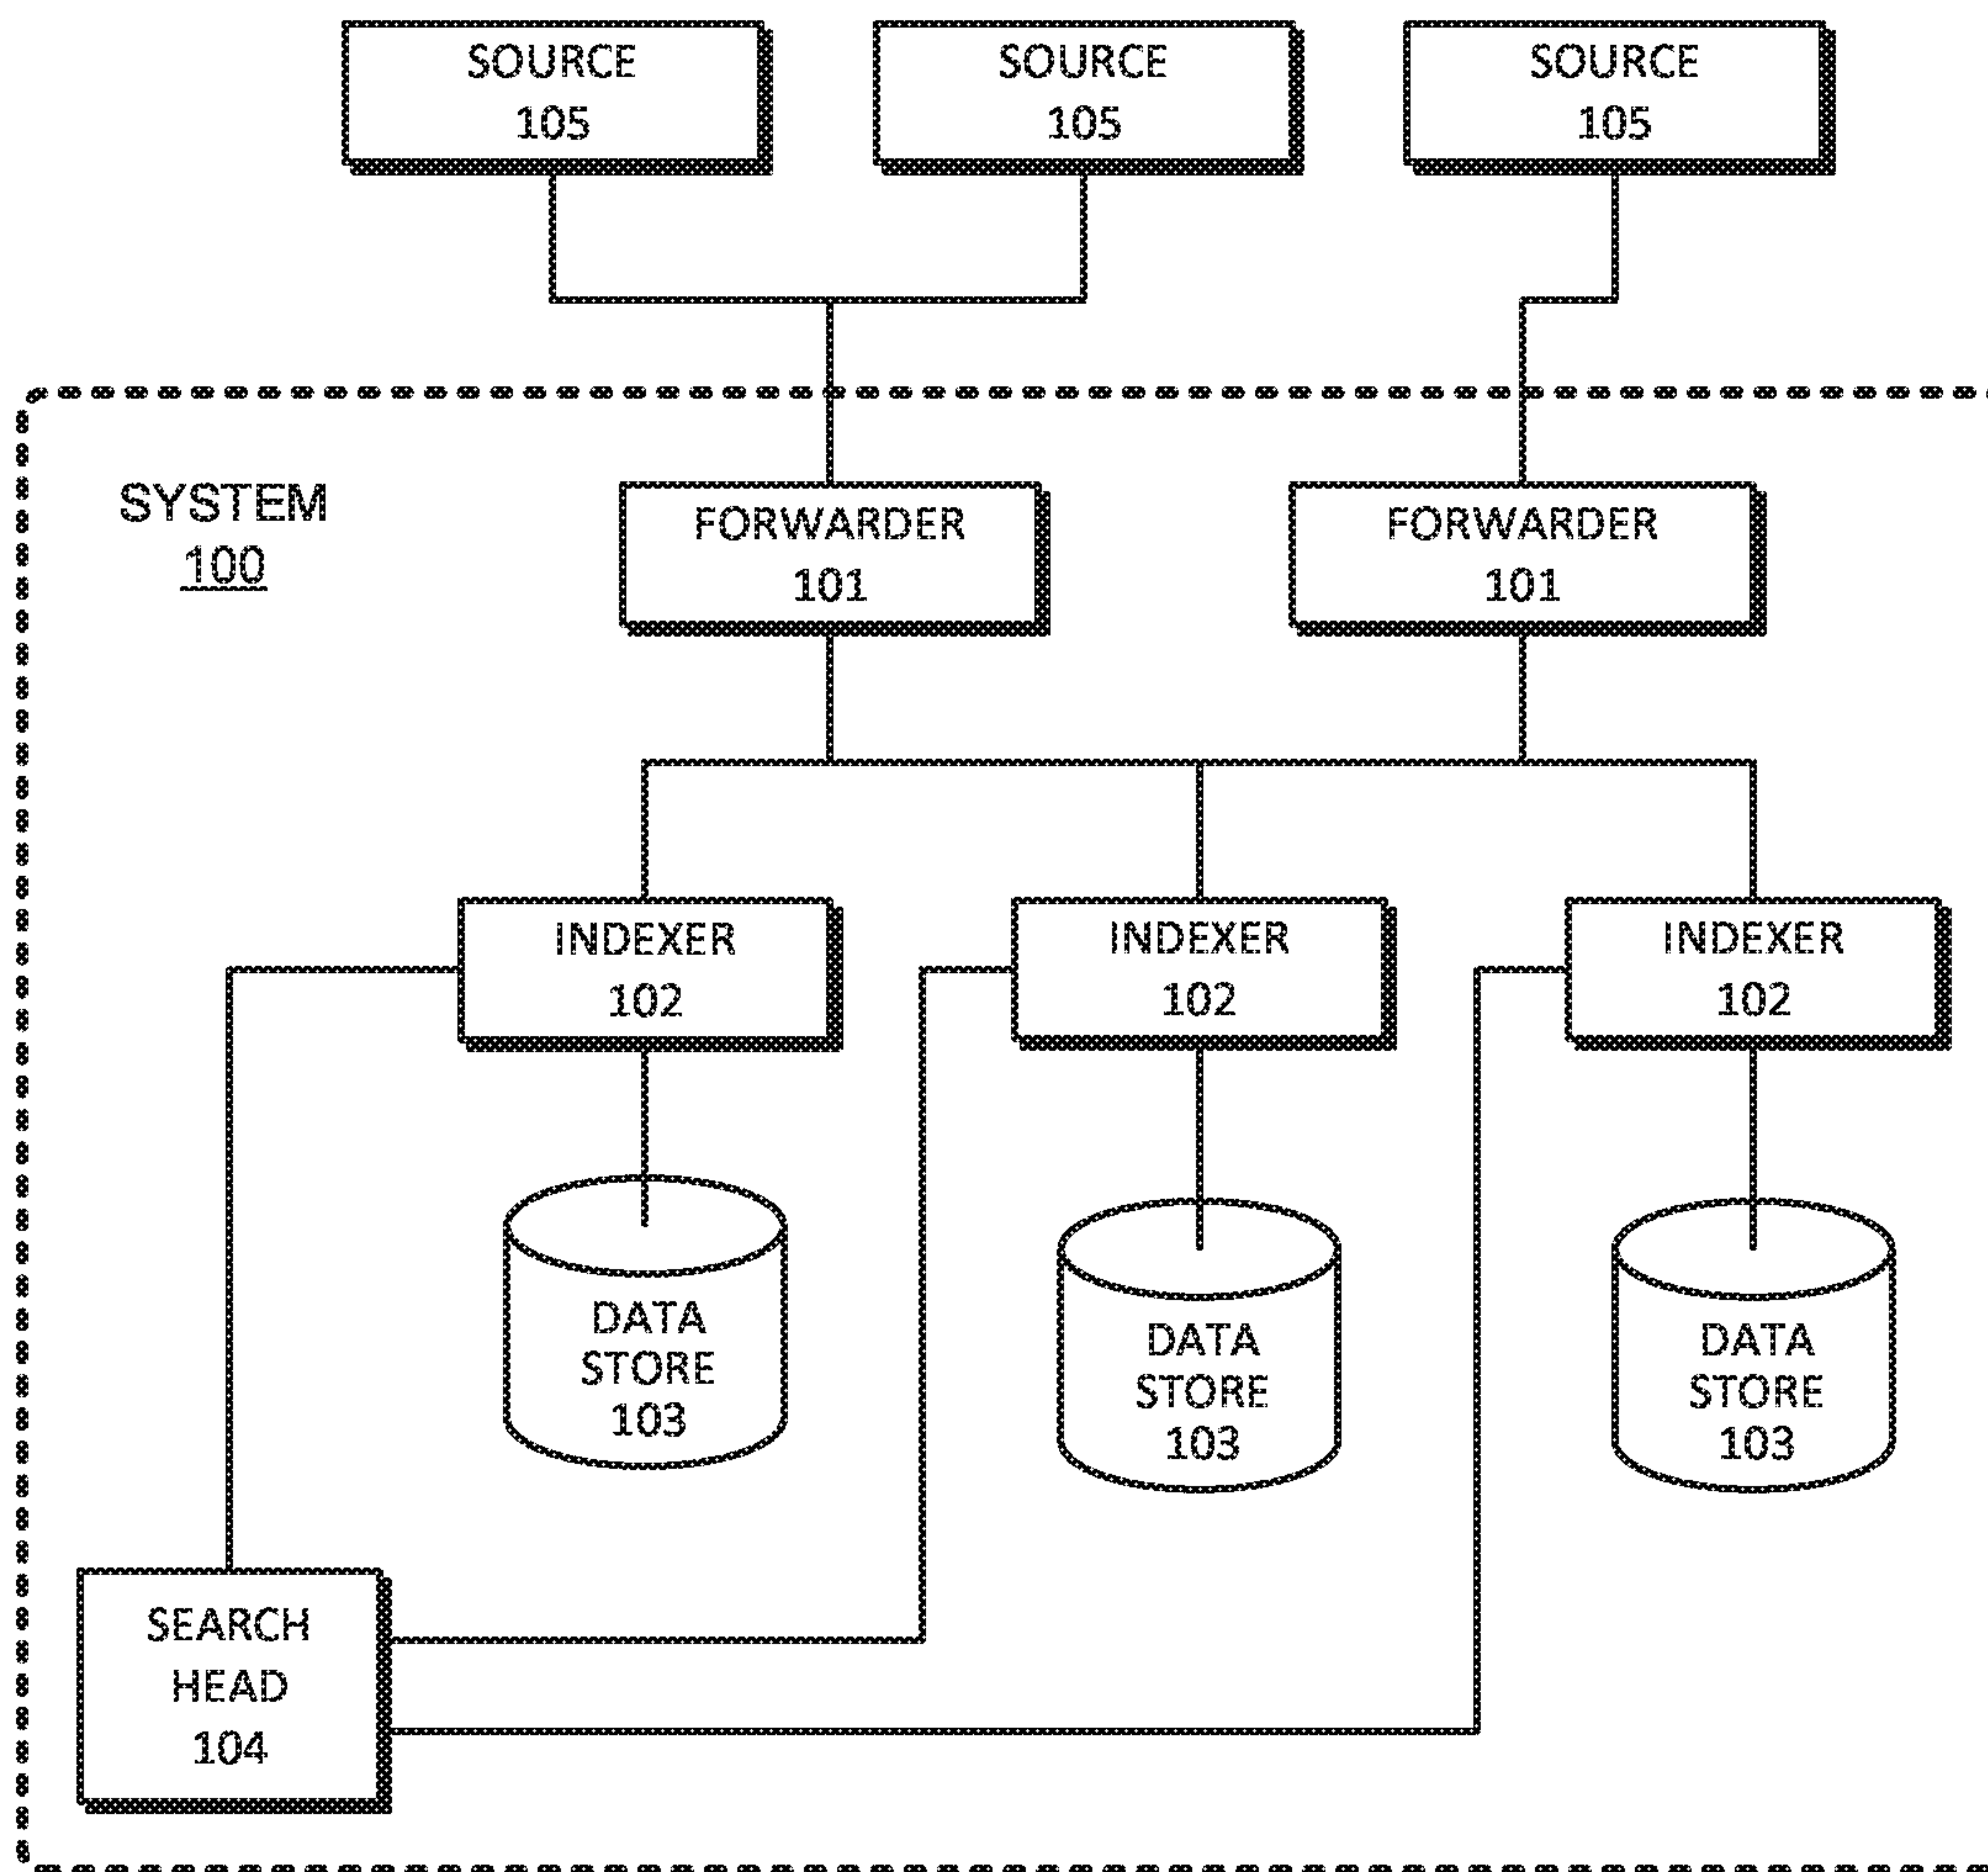 SOURCE
105
SOURCE
105
SOURCE
105
SYSTEM
100
FORWARDER
101
FORWARDER
101
INDEXER
102
INDEXER
102
INDEXER
102
DATA
STORE
103
DATA
STORE
103
DATA
STORE
103
SEARCH
HEAD
104